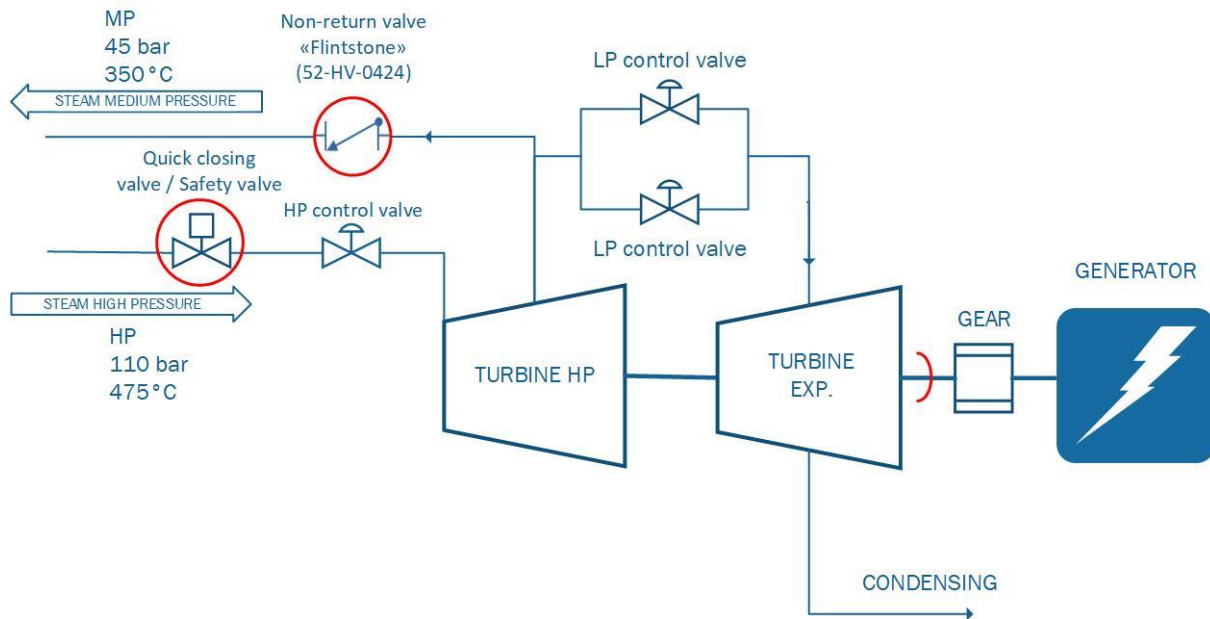 MP
45 bar
350°C
STEAM MEDIUM PRESSURE
Non-return valve
«Flintstone»
(52-HV-0424)
LP control valve
Quick closing
valve / Safety valve
HP control valve
LP control valve
STEAM HIGH PRESSURE
HP
110 bar
475°C
TURBINE HP
TURBINE
EXP.
GEAR
GENERATOR
CONDENSING